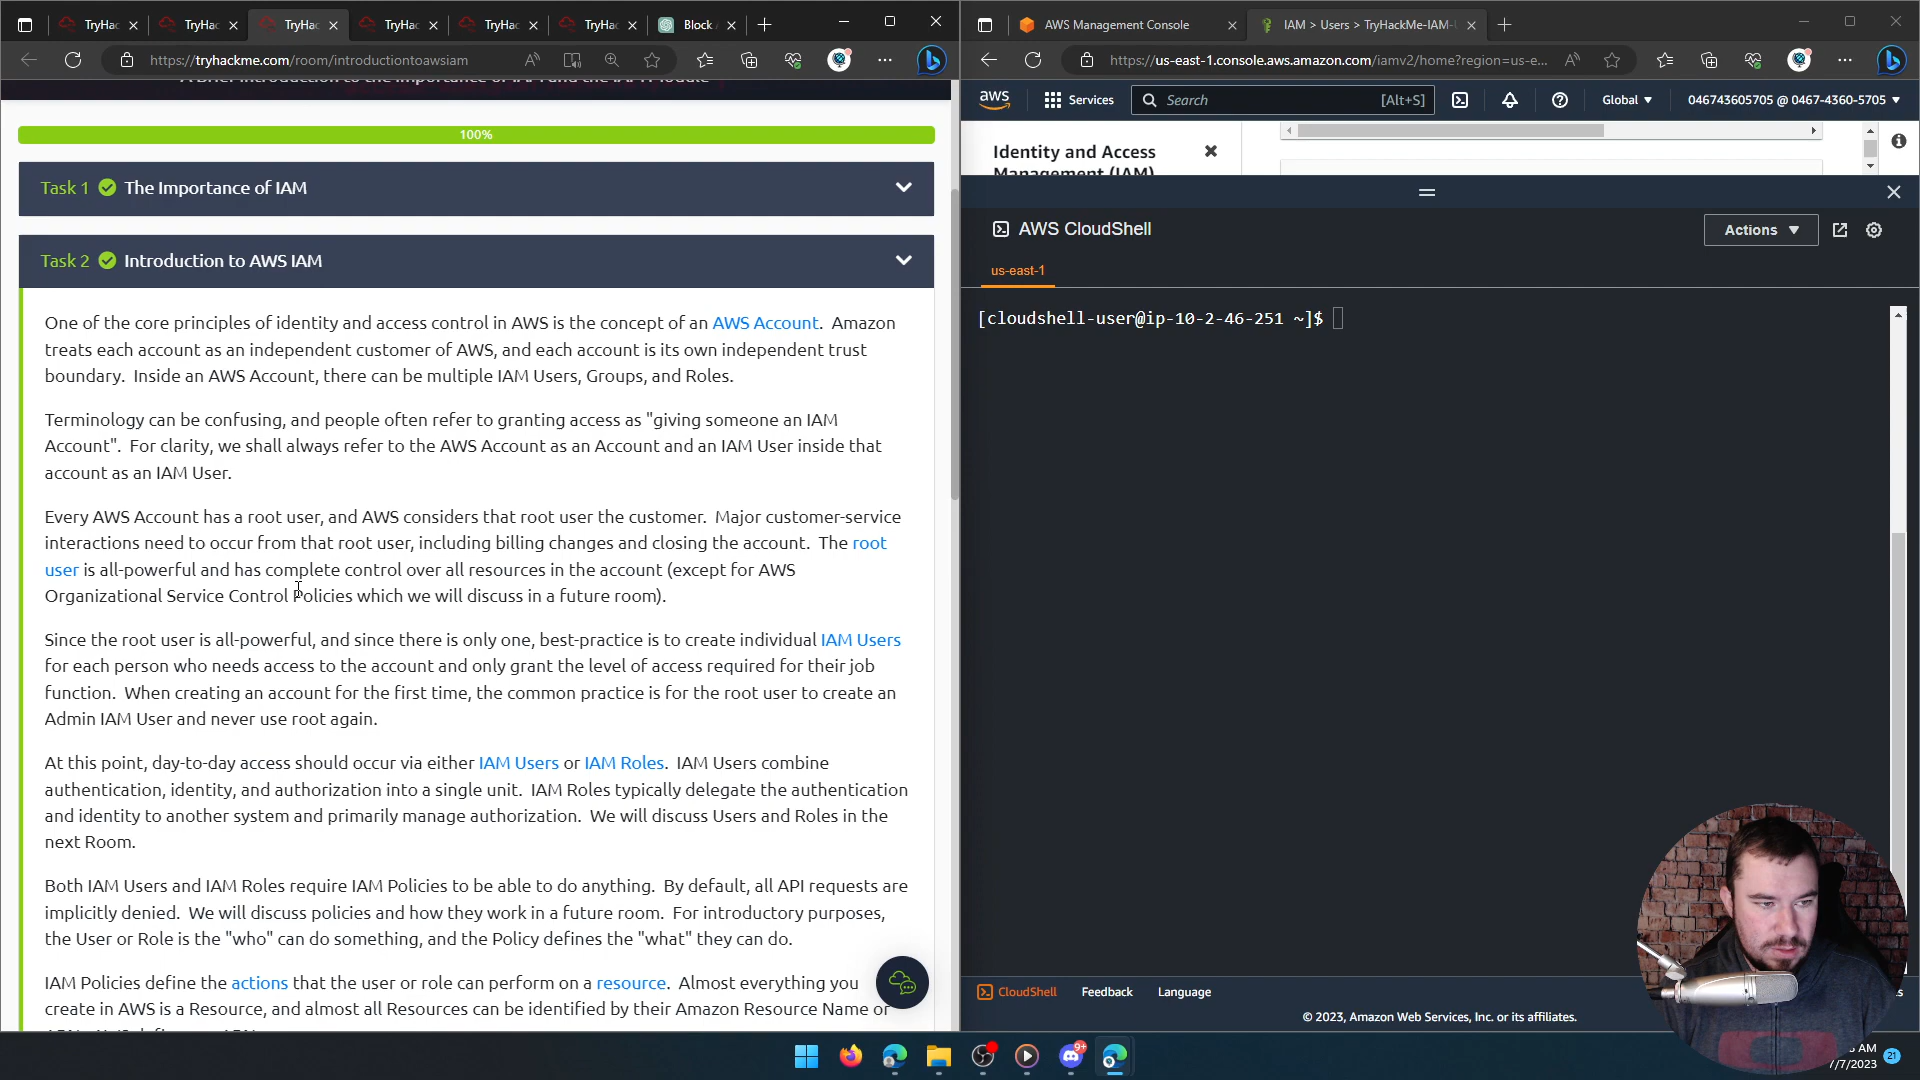 TryHac
TryHac
TryHac
TryHac
TryHac
TryHac
Block
https://tryhackme.com/room/introductiontoawsiam
100%
Task 1 The Importance of IAM
Task 2 Introduction to AWS IAM
One of the core principles of identity and access control in AWS is the concept of an AWS Account. Amazon
treats each account as an independent customer of AWS, and each account is its own independent trust
boundary. Inside an AWS Account, there can be multiple IAM Users, Groups, and Roles.
Terminology can be confusing, and people often refer to granting access as "giving someone an IAM
Account". For clarity, we shall always refer to the AWS Account as an Account and an IAM User inside that
account as an IAM User.
Every AWS Account has a root user, and AWS considers that root user the customer. Major customer-service
interactions need to occur from that root user, including billing changes and closing the account. The root
user is all-powerful and has complete control over all resources in the account (except for AWS
Organizational Service Control Policies which we will discuss in a future room).
Since the root user is all-powerful, and since there is only one, best-practice is to create individual IAM Users
for each person who needs access to the account and only grant the level of access required for their job
function. When creating an account for the first time, the common practice is for the root user to create an
Admin IAM User and never use root again.
At this point, day-to-day access should occur via either IAM Users or IAM Roles. IAM Users combine
authentication, identity, and authorization into a single unit. IAM Roles typically delegate the authentication
and identity to another system and primarily manage authorization. We will discuss Users and Roles in the
next Room.
Both IAM Users and IAM Roles require IAM Policies to be able to do anything. By default, all API requests are
implicitly denied. We will discuss policies and how they work in a future room. For introductory purposes,
the User or Role is the "who" can do something, and the Policy defines the "what" they can do.
IAM Policies define the actions that the user or role can perform on a resource. Almost everything you
create in AWS is a Resource, and almost all Resources can be identified by their Amazon Resource Name or
AWS Management Console
IAM > Users > TryHackMe-IAM-
https://us-east-1.console.aws.amazon.com/iamv2/home?region=us-e...
aws Services Search [Alt+S] Global 046743605705 @ 0467-4360-5705
Identity and Access
Management (IAM)
AWS CloudShell
Actions
us-east-1
[cloudshell-user@ip-10-2-46-251 ~]$
CloudShell Feedback Language
© 2023, Amazon Web Services, Inc. or its affiliates.
9+
AM
7/7/2023
21